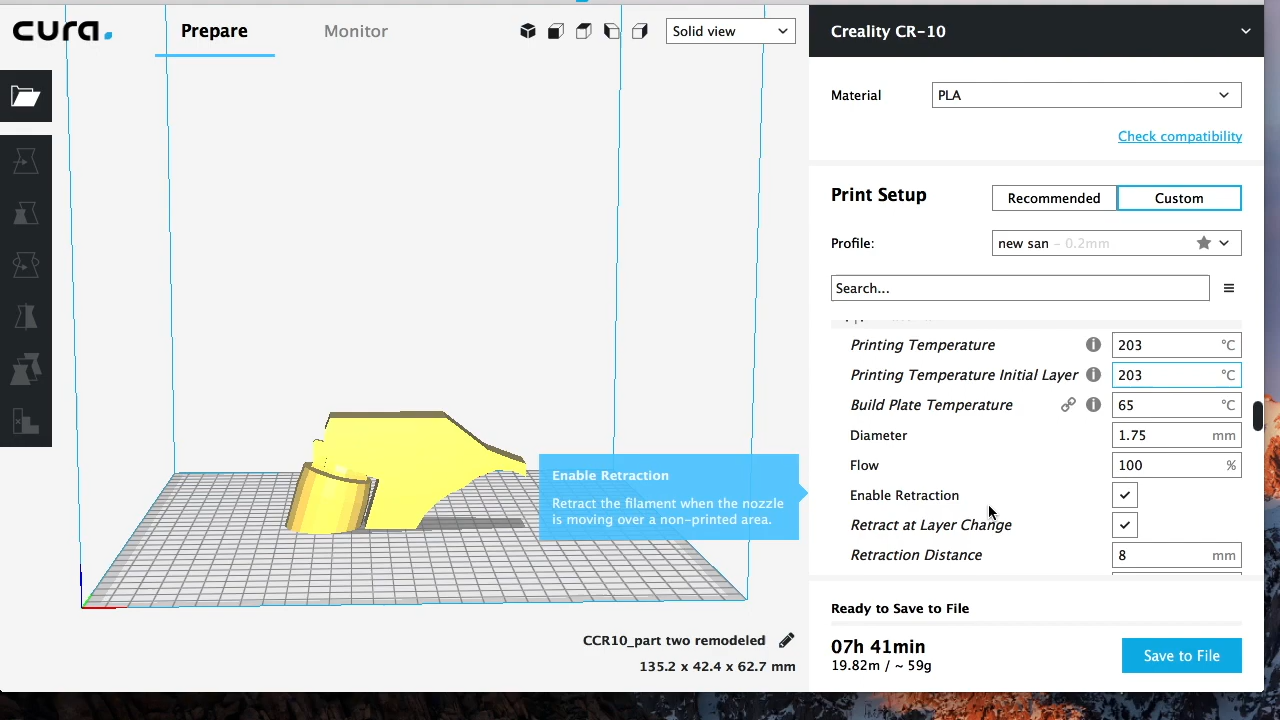 cura.
Prepare
Monitor
Solid view
Creality CR-10
Material
PLA
Check compatibility
Print Setup
Recommended
Custom
Profile:
new san - 0.2mm
Search...
Printing Temperature
i
203 °C
Printing Temperature Initial Layer
i
203 °C
Build Plate Temperature
i
65 °C
Diameter
1.75 mm
Flow
100 %
Enable Retraction
Retract at Layer Change
Retraction Distance
8 mm
Enable Retraction
Retract the filament when the nozzle
is moving over a non-printed area.
Ready to Save to File
CCR10_part two remodeled
135.2 x 42.4 x 62.7 mm
07h 41min
19.82m / ~ 59g
Save to File